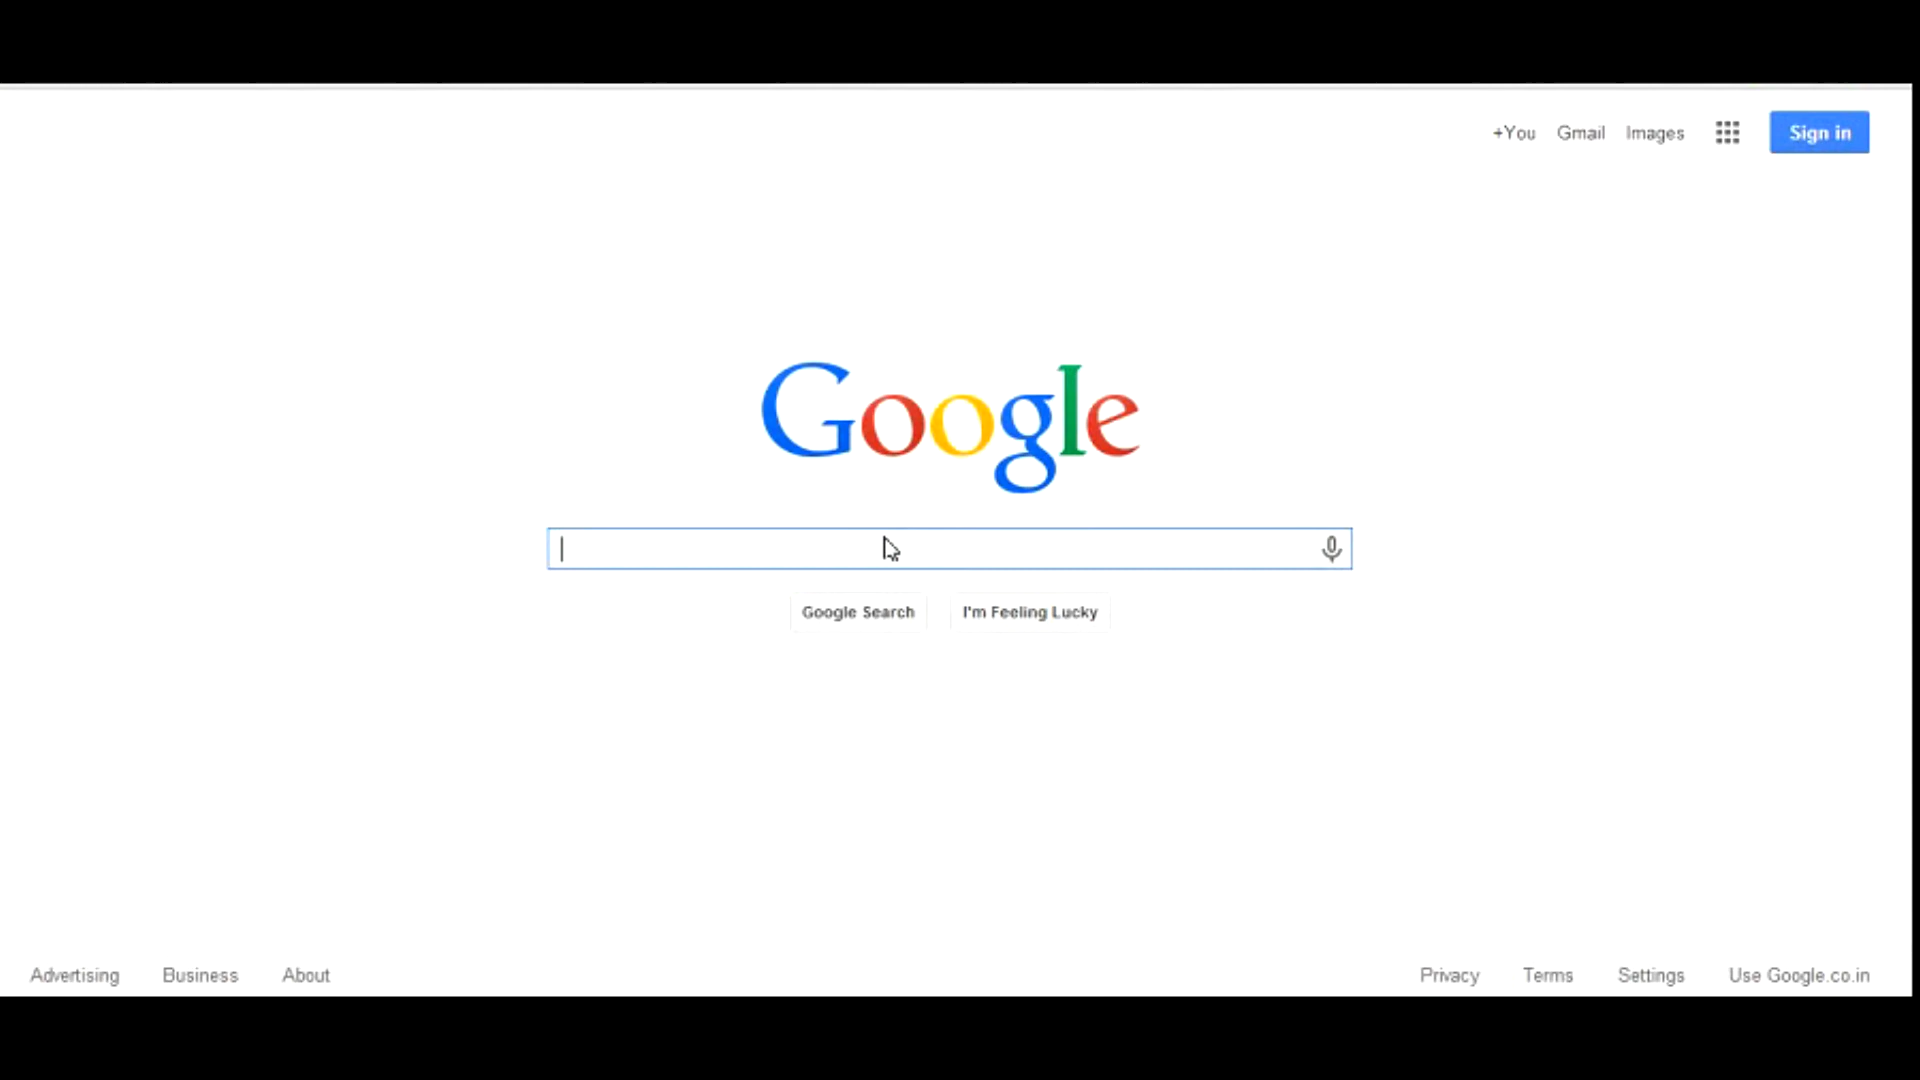 +You Gmail Images Sign in
Google
Google Search I'm Feeling Lucky
Advertising Business About Privacy Terms Settings Use Google.co.in